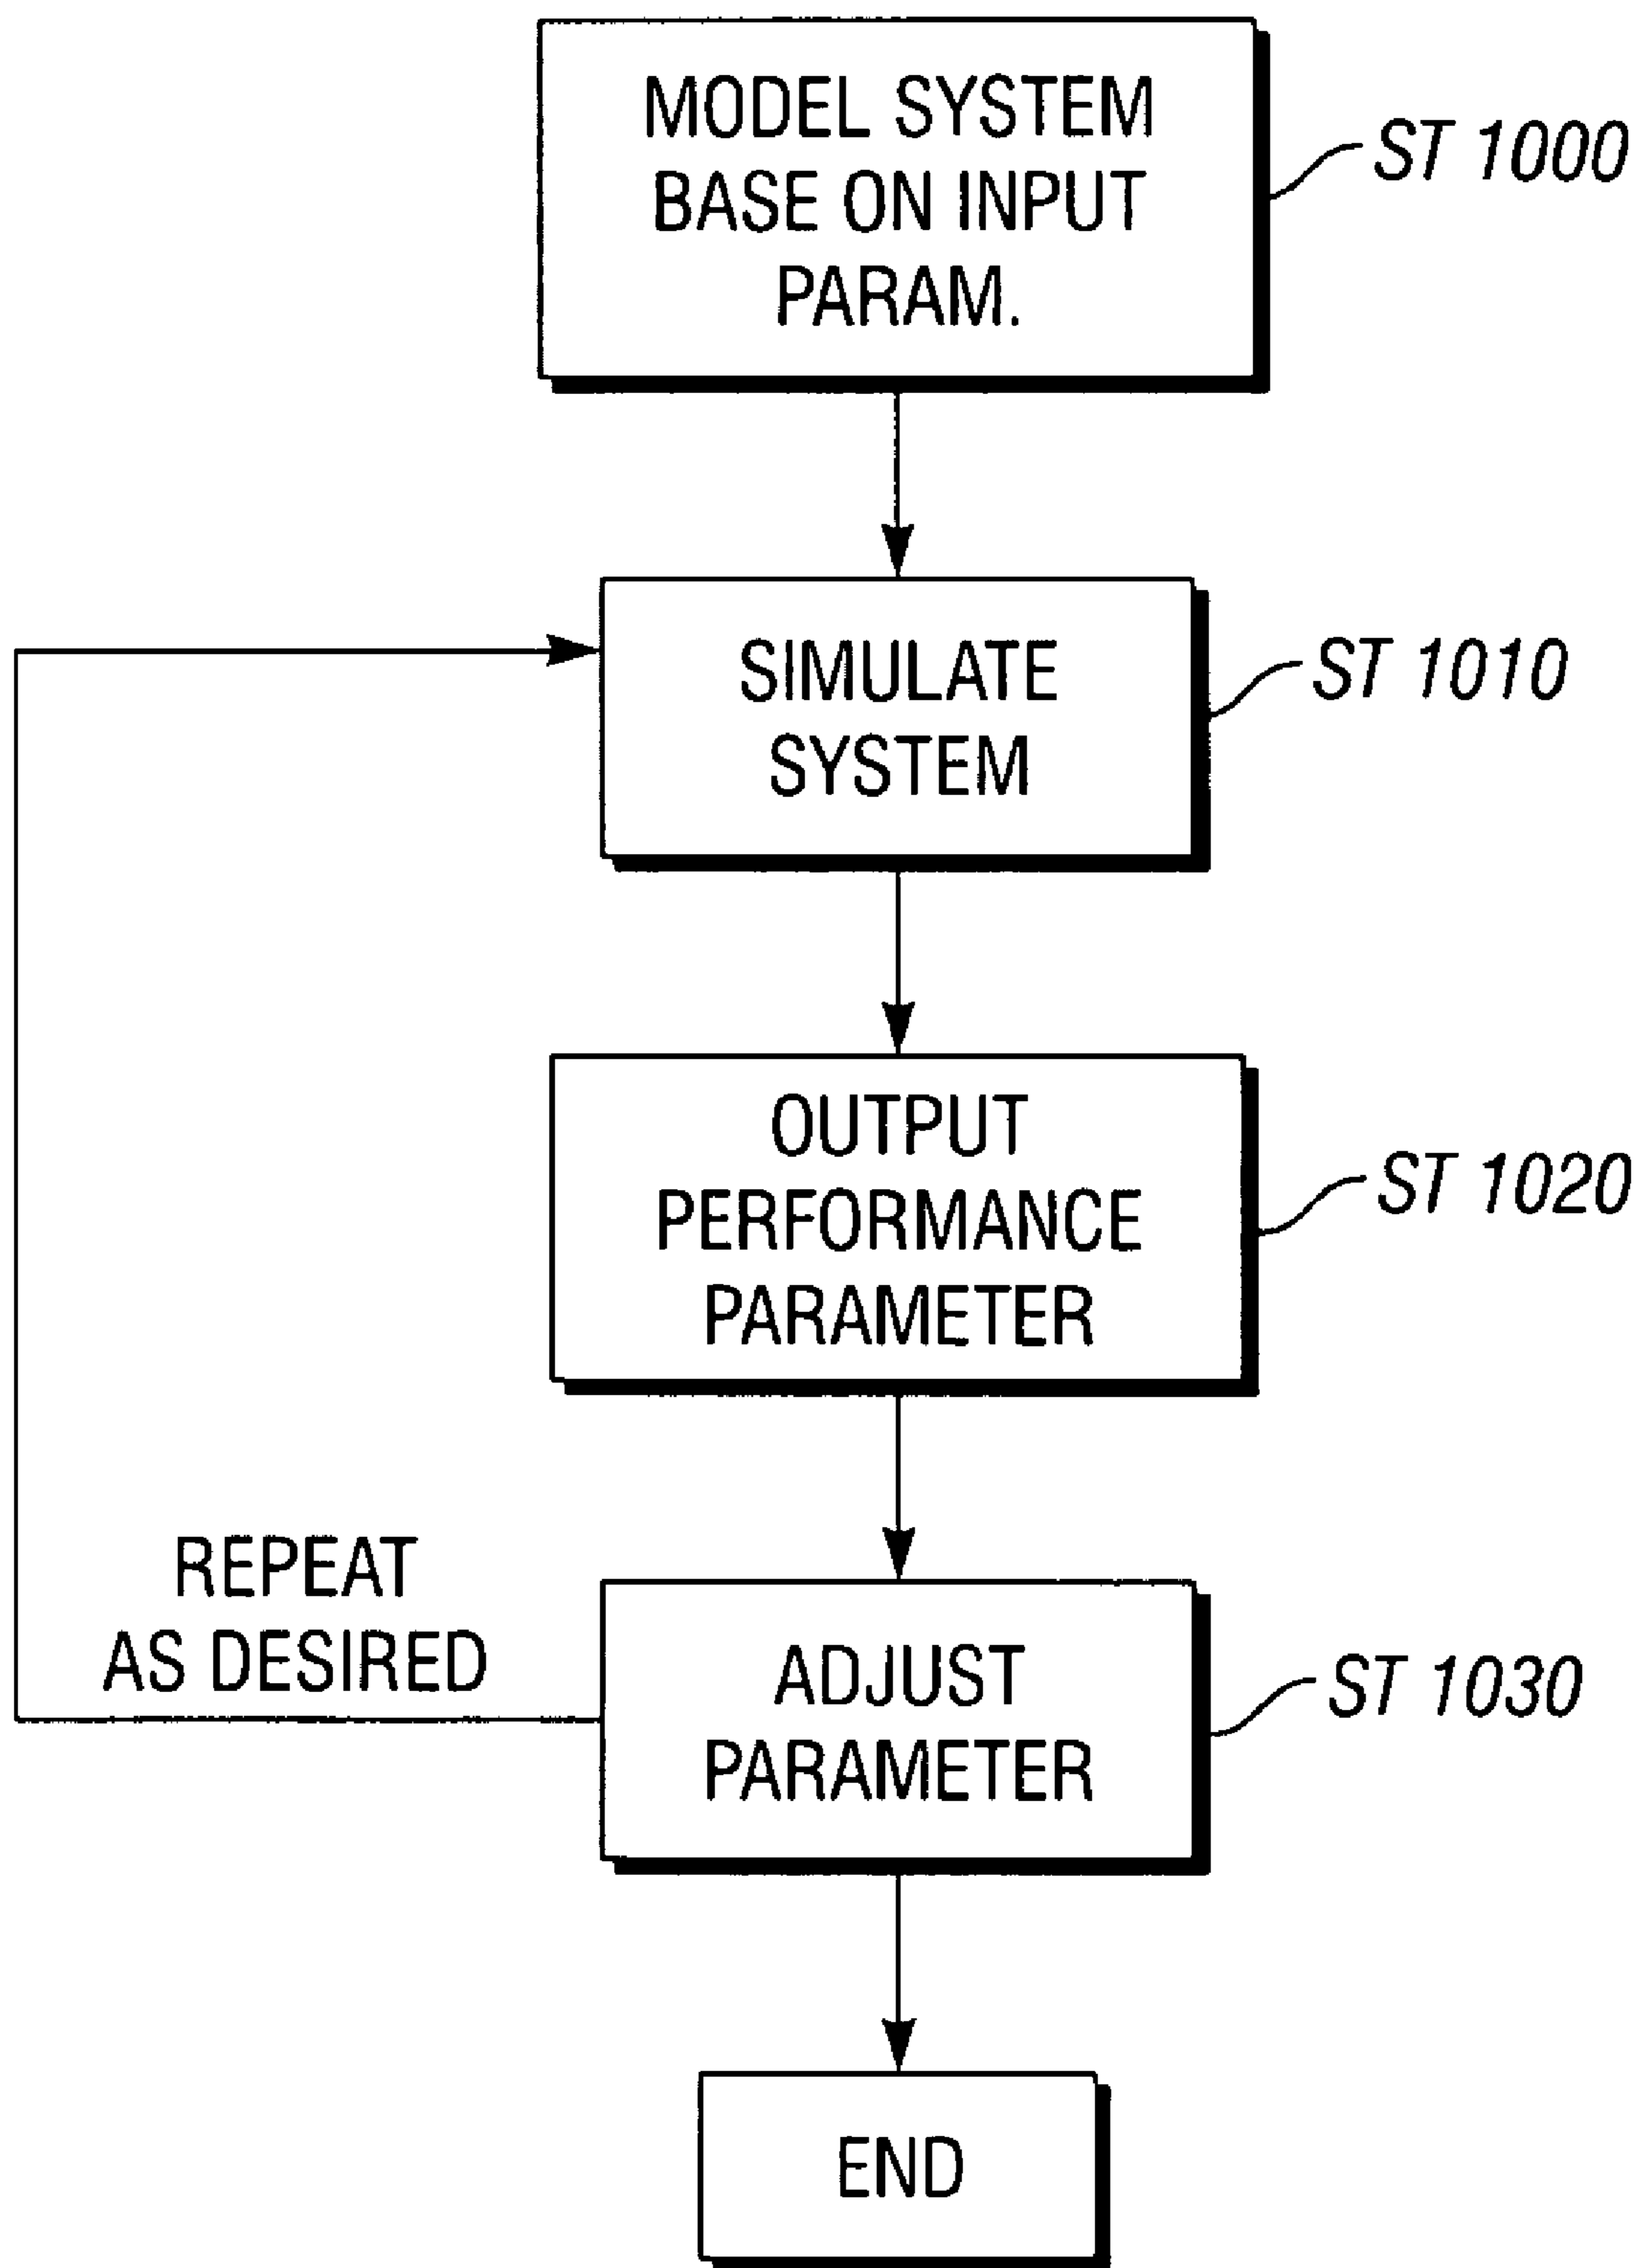 MODEL SYSTEM
BASE ON INPUT
PARAM.
ST 1000
SIMULATE
SYSTEM
ST 1010
OUTPUT
PERFORMANCE
PARAMETER
ST 1020
REPEAT
AS DESIRED
ADJUST
PARAMETER
ST 1030
END